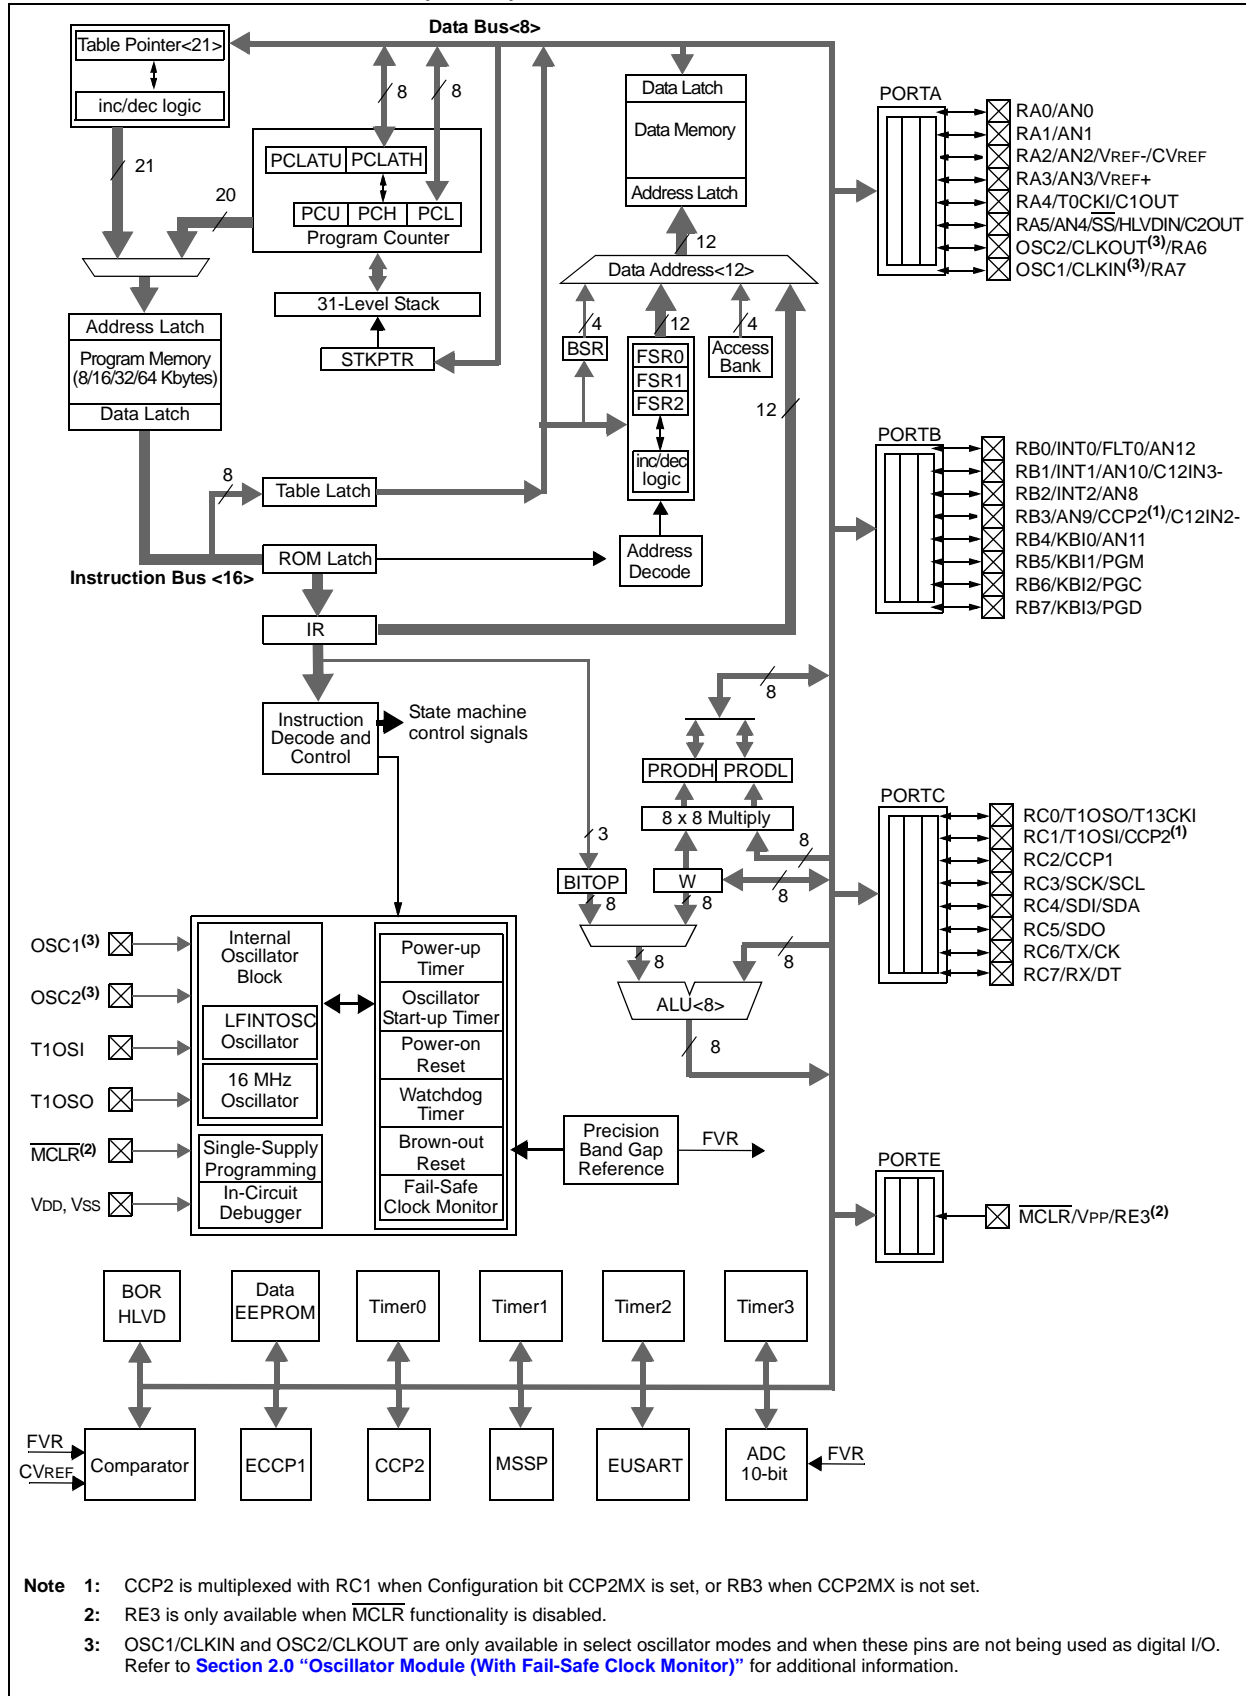 Data Bus<8>
Table Pointer<21>
inc/dec logic
21
20
8
8
PCLATU PCLATH
PCU PCH PCL
Program Counter
31-Level Stack
STKPTR
Data Latch
Data Memory
Address Latch
12
Data Address<12>
4
12
4
BSR
FSR0
FSR1
FSR2
inc/dec
logic
Access
Bank
12
Address Latch
Program Memory
(8/16/32/64 Kbytes)
Data Latch
8
Table Latch
ROM Latch
Instruction Bus <16>
Address
Decode
IR
Instruction
Decode and
Control
State machine
control signals
8
PRODH PRODL
8 x 8 Multiply
3
8
BITOP
W
8
8
8
8
8
ALU<8>
8
PORTA
RA0/AN0
RA1/AN1
RA2/AN2/VREF-/CVREF
RA3/AN3/VREF+
RA4/T0CKI/C1OUT
RA5/AN4/SS/HLVDIN/C2OUT
OSC2/CLKOUT(3)/RA6
OSC1/CLKIN(3)/RA7
PORTB
RB0/INT0/FLT0/AN12
RB1/INT1/AN10/C12IN3-
RB2/INT2/AN8
RB3/AN9/CCP2(1)/C12IN2-
RB4/KBI0/AN11
RB5/KBI1/PGM
RB6/KBI2/PGC
RB7/KBI3/PGD
PORTC
RC0/T1OSO/T13CKI
RC1/T1OSI/CCP2(1)
RC2/CCP1
RC3/SCK/SCL
RC4/SDI/SDA
RC5/SDO
RC6/TX/CK
RC7/RX/DT
PORTE
MCLR/VPP/RE3(2)
OSC1(3)
OSC2(3)
T1OSI
T1OSO
MCLR(2)
VDD, VSS
Internal
Oscillator
Block
LFINTOSC
Oscillator
16 MHz
Oscillator
Single-Supply
Programming
In-Circuit
Debugger
Power-up
Timer
Oscillator
Start-up Timer
Power-on
Reset
Watchdog
Timer
Brown-out
Reset
Fail-Safe
Clock Monitor
Precision
Band Gap
Reference
FVR
BOR
HLVD
Data
EEPROM
Timer0
Timer1
Timer2
Timer3
FVR
CVREF
Comparator
ECCP1
CCP2
MSSP
EUSART
ADC
10-bit
FVR
Note 1: CCP2 is multiplexed with RC1 when Configuration bit CCP2MX is set, or RB3 when CCP2MX is not set.
2: RE3 is only available when MCLR functionality is disabled.
3: OSC1/CLKIN and OSC2/CLKOUT are only available in select oscillator modes and when these pins are not being used as digital I/O.
Refer to Section 2.0 “Oscillator Module (With Fail-Safe Clock Monitor)” for additional information.